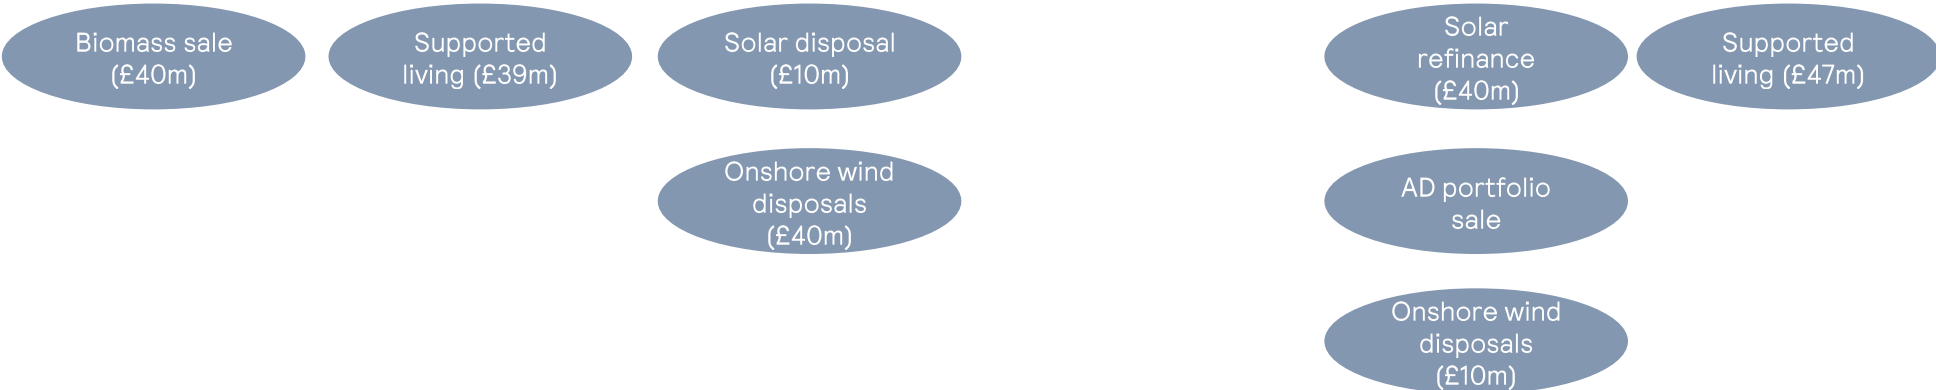 Biomass sale
(£40m)
Supported
living (£39m)
Solar disposal
(£10m)
Solar
refinance
(£40m)
Supported
living (£47m)
Onshore wind
disposals
(£40m)
AD portfolio
sale
Onshore wind
disposals
(£10m)